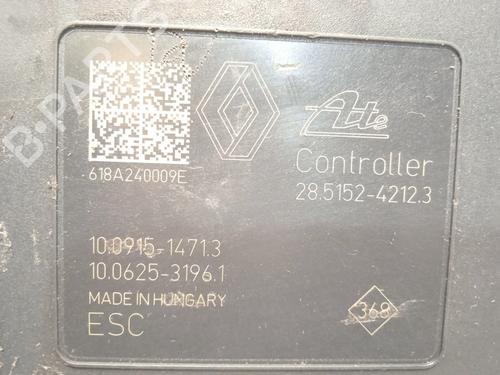 B-PARTS
618A240009E
Ate
Controller
28.5152-4212.3
10.0915-1471.3
10.0625-3196.1
MADE IN HUNGARY
ESC
368